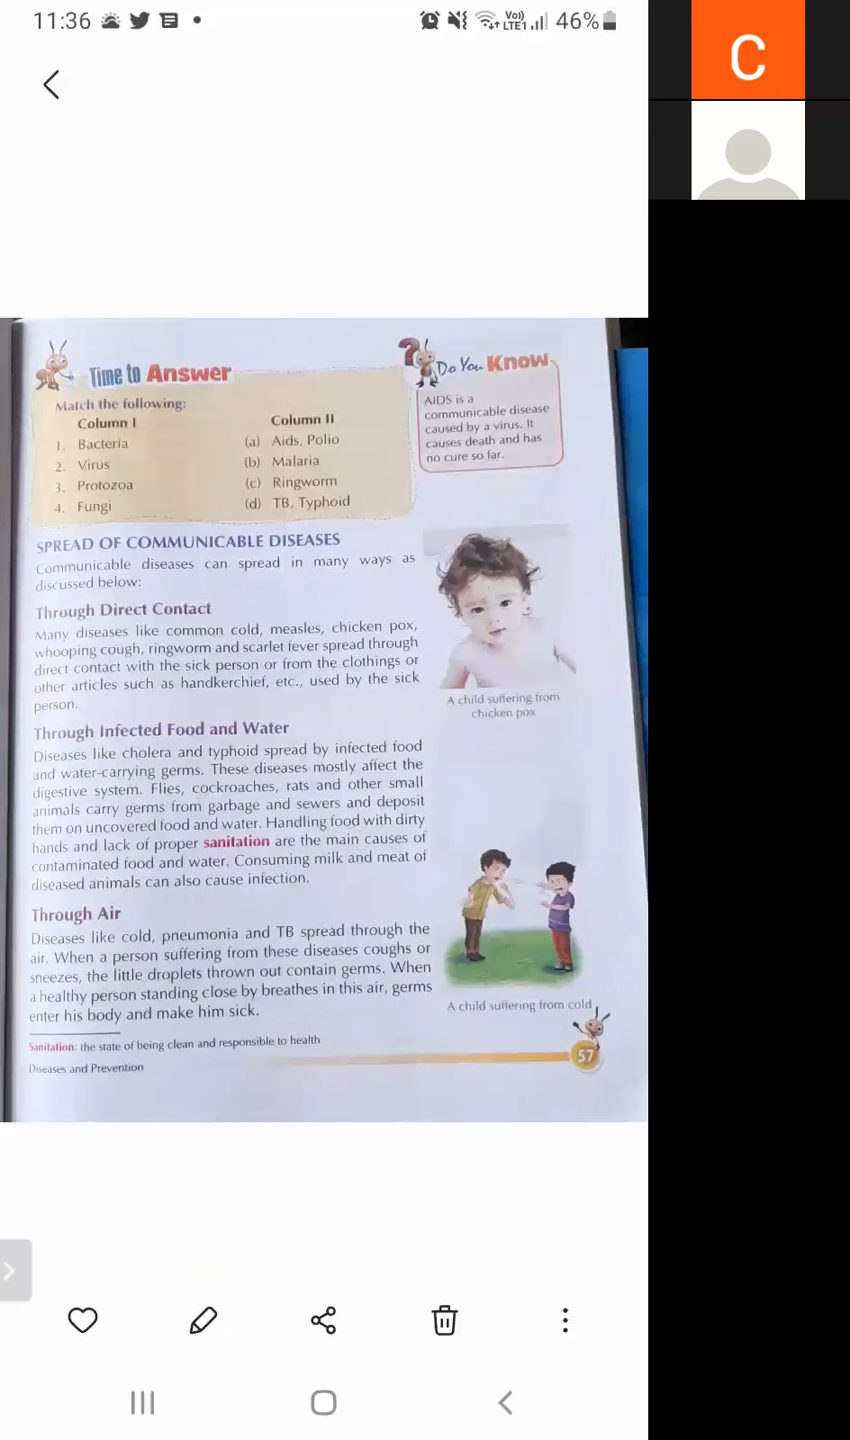 11:36
Vo)) LTE1 46%
C
Time to Answer
Match the following:
Column I Column II
1. Bacteria (a) Aids, Polio
2. Virus (b) Malaria
3. Protozoa (c) Ringworm
4. Fungi (d) TB, Typhoid
? Do You Know
AIDS is a
communicable disease
caused by a virus. It
causes death and has
no cure so far.
SPREAD OF COMMUNICABLE DISEASES
Communicable diseases can spread in many ways as
discussed below:
Through Direct Contact
Many diseases like common cold, measles, chicken pox,
whooping cough, ringworm and scarlet fever spread through
direct contact with the sick person or from the clothings or
other articles such as handkerchief, etc., used by the sick
person.
A child suffering from
chicken pox
Through Infected Food and Water
Diseases like cholera and typhoid spread by infected food
and water-carrying germs. These diseases mostly affect the
digestive system. Flies, cockroaches, rats and other small
animals carry germs from garbage and sewers and deposit
them on uncovered food and water. Handling food with dirty
hands and lack of proper sanitation are the main causes of
contaminated food and water. Consuming milk and meat of
diseased animals can also cause infection.
Through Air
Diseases like cold, pneumonia and TB spread through the
air. When a person suffering from these diseases coughs or
sneezes, the little droplets thrown out contain germs. When
a healthy person standing close by breathes in this air, germs
enter his body and make him sick.
A child suffering from cold
Sanitation: the state of being clean and responsible to health
57
Diseases and Prevention